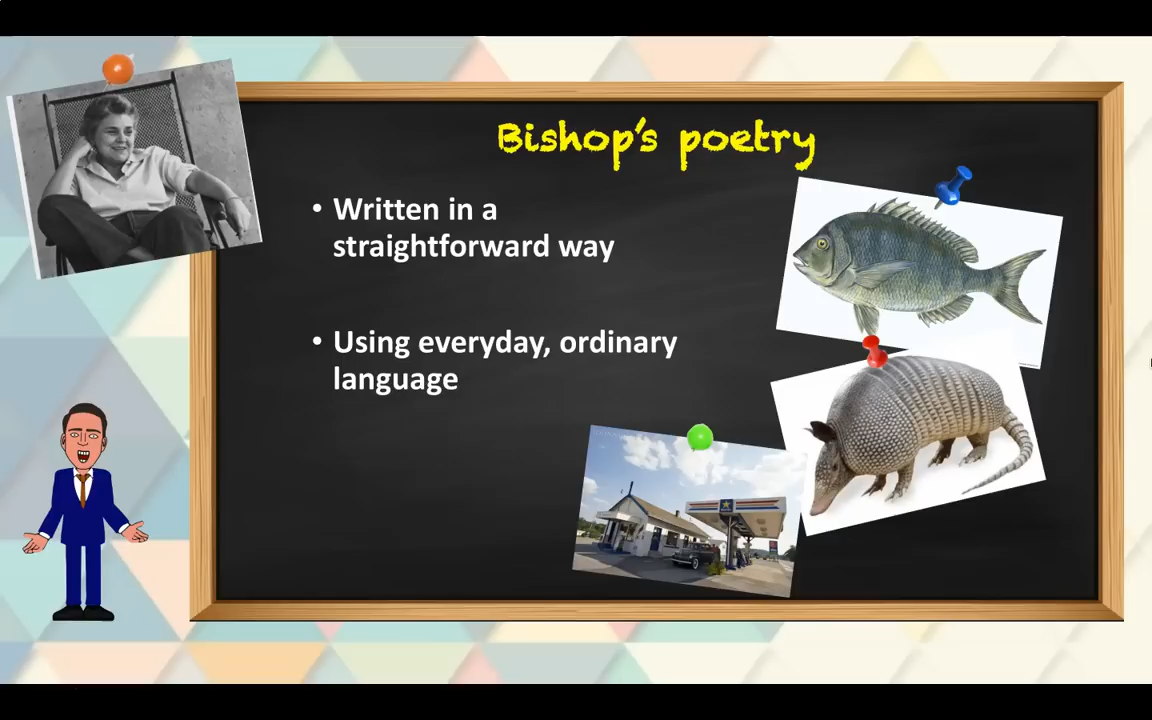 Bishop's poetry
• Written in a
straightforward way
• Using everyday, ordinary
language